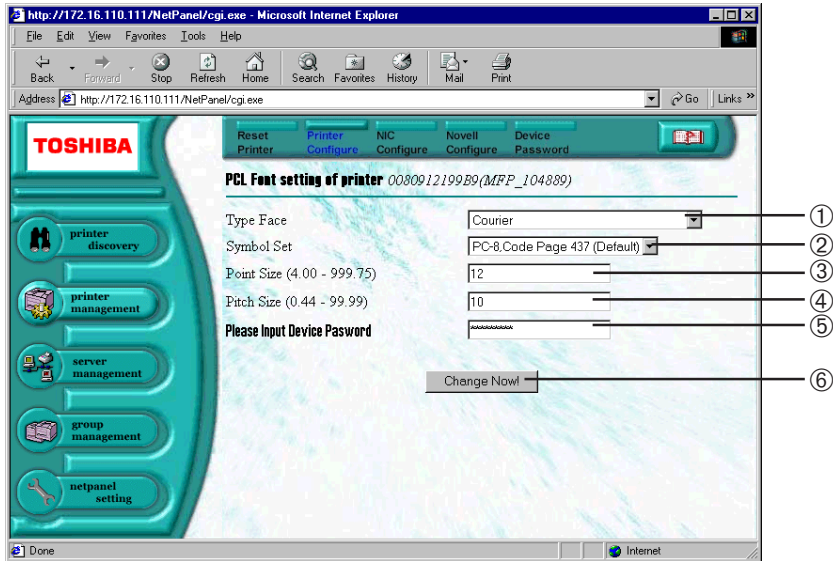 http://172.16.110.111/NetPanel/cgi.exe - Microsoft Internet Explorer
File Edit View Favorites Tools Help
Back Forward Stop Refresh Home Search Favorites History Mail Print
Address http://172.16.110.111/NetPanel/cgi.exe Go Links »
TOSHIBA
Reset Printer
Printer Configure
NIC Configure
Novell Configure
Device Password
PCL Font setting of printer 0080912199B9(MFP_104889)
Type Face Courier ①
Symbol Set PC-8,Code Page 437 (Default) ②
Point Size (4.00 - 999.75) 12 ③
Pitch Size (0.44 - 99.99) 10 ④
Please Input Device Pasword ********* ⑤
Change Now! ⑥
printer discovery
printer management
server management
group management
netpanel setting
Done Internet